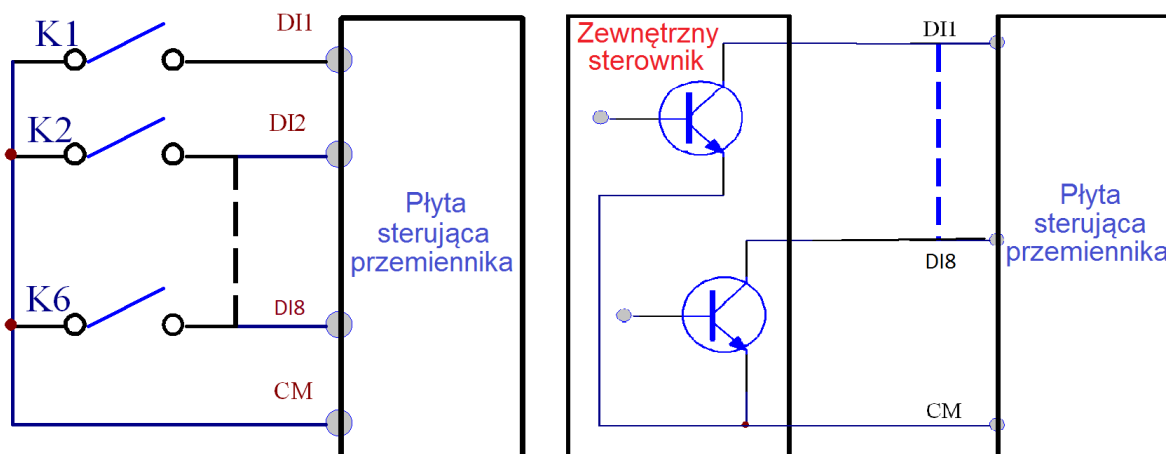 K1
DI1
K2
DI2
Płyta
sterująca
przemiennika
K6
DI8
CM
Zewnętrzny
sterownik
DI1
Płyta
sterująca
przemiennika
DI8
CM